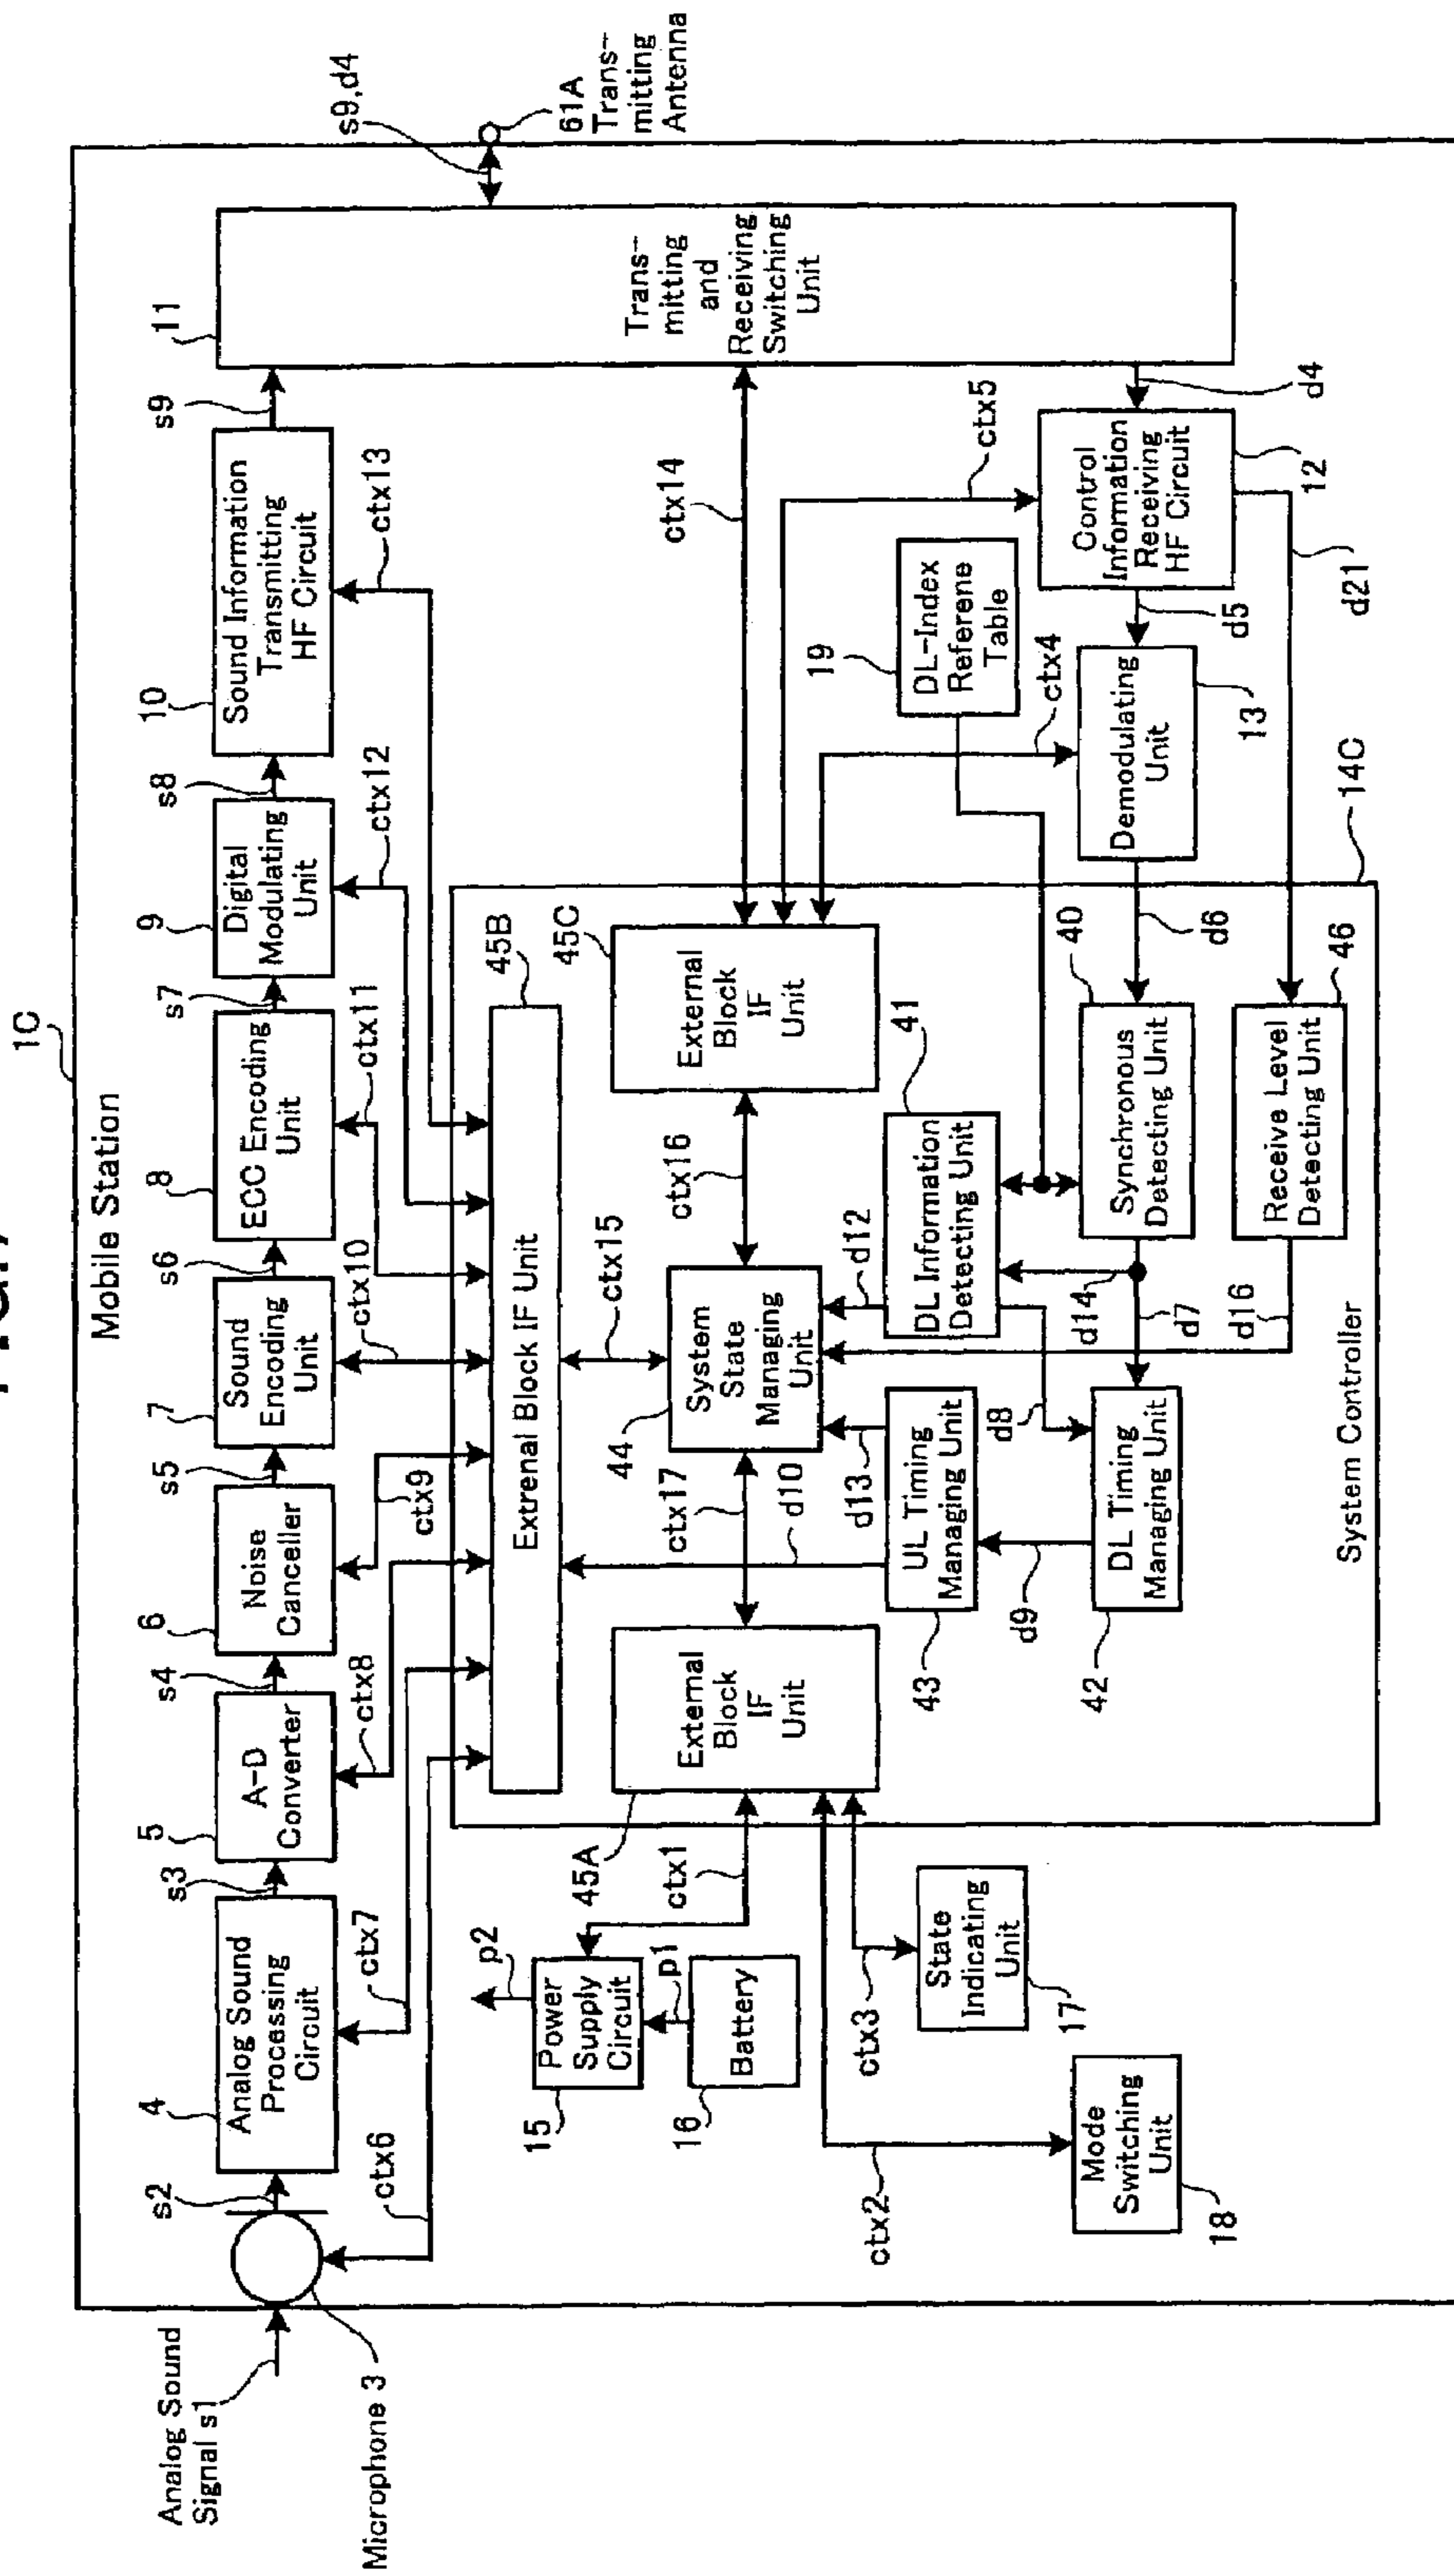 1C
Mobile Station
Analog Sound
Signal s1
Microphone 3
s2
4
Analog Sound
Processing
Circuit
s3
5
A-D
Converter
s4
6
Noise
Canceller
s5
7
Sound
Encoding
Unit
s6
8
ECC Encoding
Unit
s7
9
Digital
Modulating
Unit
s8
10
Sound Information
Transmitting
HF Circuit
s9
11
Trans-
mitting
and
Receiving
Switching
Unit
s9,d4
61A
Trans-
mitting
Antenna
ctx6
ctx7
ctx8
ctx9
ctx10
ctx11
ctx12
ctx13
45B
Extrenal Block IF Unit
p2
15
Power
Supply
Circuit
p1
16
Battery
ctx1
45A
External
Block
IF
Unit
ctx17
d10
44
System
State
Managing
Unit
ctx15
ctx16
45C
External
Block
IF
Unit
ctx14
ctx5
ctx2
ctx3
State
Indicating
Unit
17
Mode
Switching
Unit
18
43
UL Timing
Managing Unit
d13
d12
DL Information
Detecting Unit
41
19
DL-Index
Referene
Table
ctx4
Control
Information
Receiving
HF Circuit
12
d4
d5
Demodulating
Unit
13
d6
40
Synchronous
Detecting Unit
d14
d7
d8
d9
42
DL Timing
Managing Unit
d16
Receive Level
Detecting Unit
46
d21
14C
System Controller